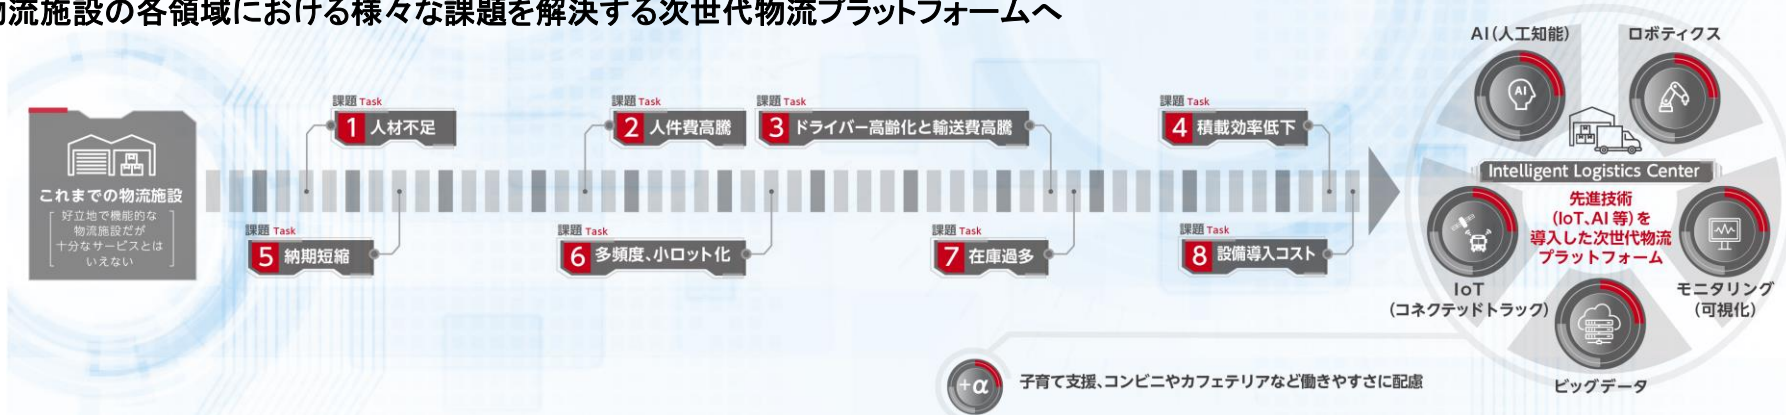 物流施設の各領域における様々な課題を解決する次世代物流プラットフォームへ
これまでの物流施設
好立地で機能的な
物流施設だが
十分なサービスとは
いえない
課題 Task
1 人材不足
課題 Task
2 人件費高騰
課題 Task
3 ドライバー高齢化と輸送費高騰
課題 Task
4 積載効率低下
課題 Task
5 納期短縮
課題 Task
6 多頻度、小ロット化
課題 Task
7 在庫過多
課題 Task
8 設備導入コスト
AI(人工知能)
AI
ロボティクス
Intelligent Logistics Center
先進技術
(IoT、AI 等)を
導入した次世代物流
プラットフォーム
IoT
(コネクテッドトラック)
モニタリング
(可視化)
ビッグデータ
+α
子育て支援、コンビニやカフェテリアなど働きやすさに配慮